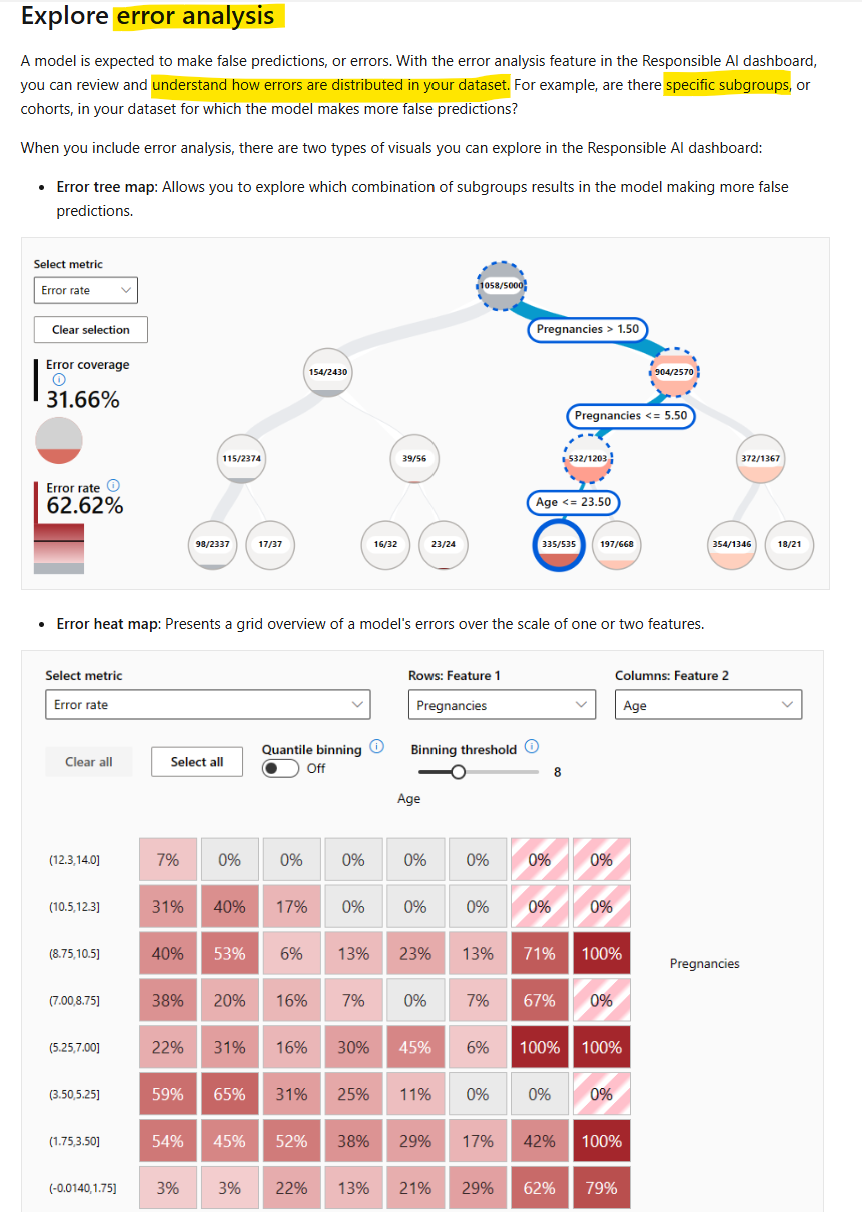 Explore error analysis
A model is expected to make false predictions, or errors. With the error analysis feature in the Responsible AI dashboard,
you can review and understand how errors are distributed in your dataset. For example, are there specific subgroups, or
cohorts, in your dataset for which the model makes more false predictions?
When you include error analysis, there are two types of visuals you can explore in the Responsible AI dashboard:
• Error tree map: Allows you to explore which combination of subgroups results in the model making more false
predictions.
Select metric
Error rate
Clear selection
Error coverage
31.66%
Error rate
62.62%
1058/5000
Pregnancies > 1.50
154/2430
904/2570
Pregnancies <= 5.50
115/2374
39/56
532/1203
372/1367
Age <= 23.50
98/2337
17/37
16/32
23/24
335/535
197/668
354/1346
18/21
• Error heat map: Presents a grid overview of a model's errors over the scale of one or two features.
Select metric
Rows: Feature 1
Columns: Feature 2
Error rate
Pregnancies
Age
Clear all
Select all
Quantile binning
Off
Binning threshold
8
Age
(12.3,14.0] 7% 0% 0% 0% 0% 0% 0% 0%
(10.5,12.3] 31% 40% 17% 0% 0% 0% 0% 0%
(8.75,10.5] 40% 53% 6% 13% 23% 13% 71% 100%
Pregnancies
(7.00,8.75] 38% 20% 16% 7% 0% 7% 67% 0%
(5.25,7.00] 22% 31% 16% 30% 45% 6% 100% 100%
(3.50,5.25] 59% 65% 31% 25% 11% 0% 0% 0%
(1.75,3.50] 54% 45% 52% 38% 29% 17% 42% 100%
(-0.0140,1.75] 3% 3% 22% 13% 21% 29% 62% 79%